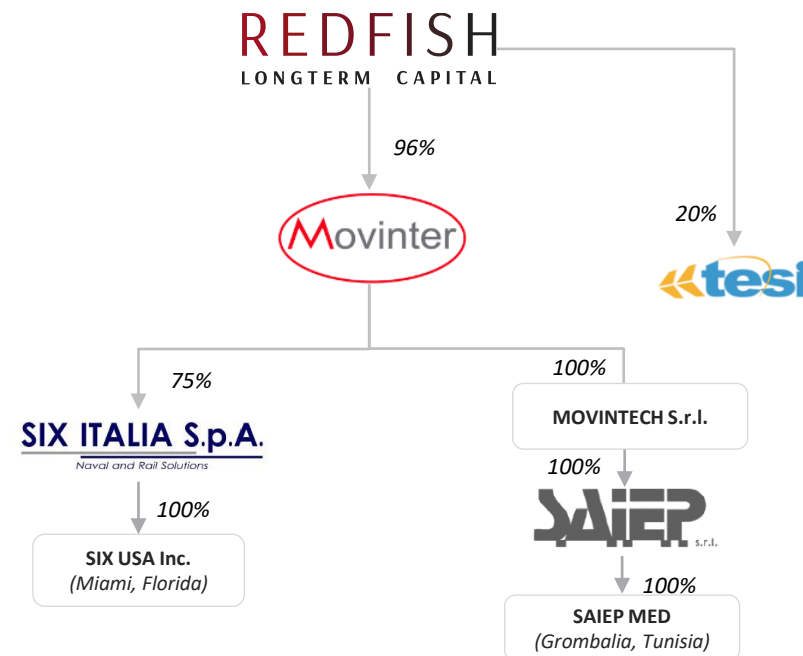 REDFISH
LONGTERM CAPITAL
96%
20%
Movinter
tesi
75%
100%
SIX ITALIA S.p.A.
Naval and Rail Solutions
MOVINTECH S.r.l.
100%
SAIEP
s.r.l.
100%
SIX USA Inc.
(Miami, Florida)
100%
SAIEP MED
(Grombalia, Tunisia)